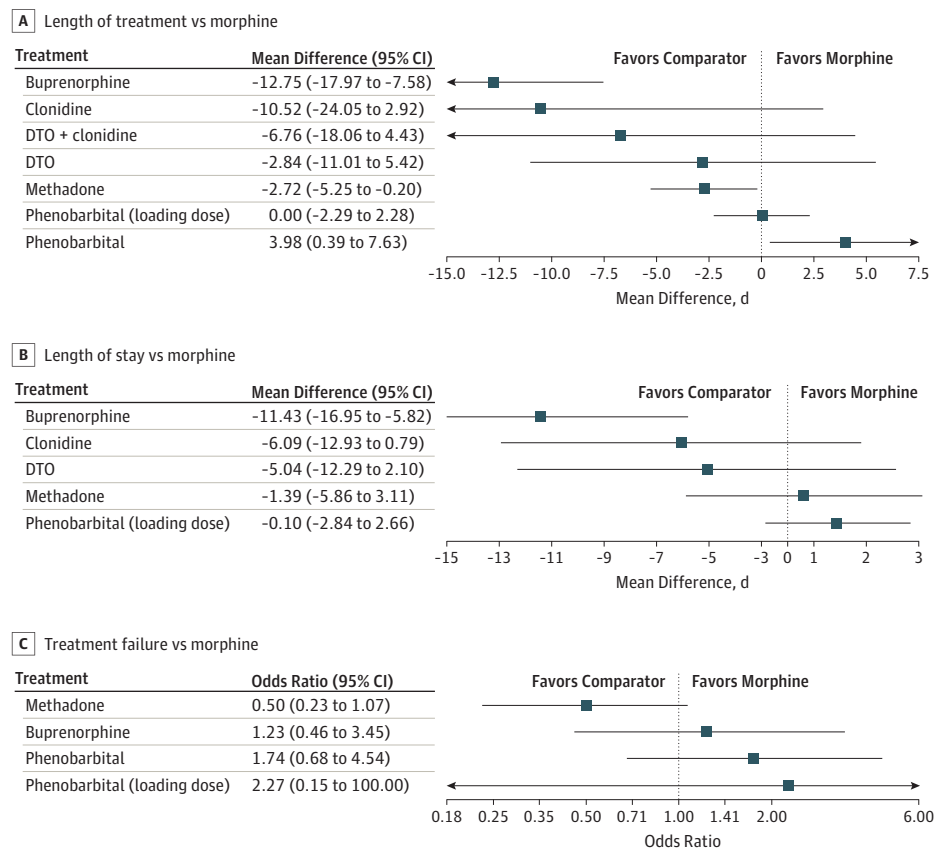 A Length of treatment vs morphine
Treatment Mean Difference (95% CI) Favors Comparator Favors Morphine
Buprenorphine -12.75 (-17.97 to -7.58)
Clonidine -10.52 (-24.05 to 2.92)
DTO + clonidine -6.76 (-18.06 to 4.43)
DTO -2.84 (-11.01 to 5.42)
Methadone -2.72 (-5.25 to -0.20)
Phenobarbital (loading dose) 0.00 (-2.29 to 2.28)
Phenobarbital 3.98 (0.39 to 7.63)
-15.0 -12.5 -10.0 -7.5 -5.0 -2.5 0 2.5 5.0 7.5
Mean Difference, d
B Length of stay vs morphine
Treatment Mean Difference (95% CI) Favors Comparator Favors Morphine
Buprenorphine -11.43 (-16.95 to -5.82)
Clonidine -6.09 (-12.93 to 0.79)
DTO -5.04 (-12.29 to 2.10)
Methadone -1.39 (-5.86 to 3.11)
Phenobarbital (loading dose) -0.10 (-2.84 to 2.66)
-15 -13 -11 -9 -7 -5 -3 0 1 2 3
Mean Difference, d
C Treatment failure vs morphine
Treatment Odds Ratio (95% CI) Favors Comparator Favors Morphine
Methadone 0.50 (0.23 to 1.07)
Buprenorphine 1.23 (0.46 to 3.45)
Phenobarbital 1.74 (0.68 to 4.54)
Phenobarbital (loading dose) 2.27 (0.15 to 100.00)
0.18 0.25 0.35 0.50 0.71 1.00 1.41 2.00 6.00
Odds Ratio